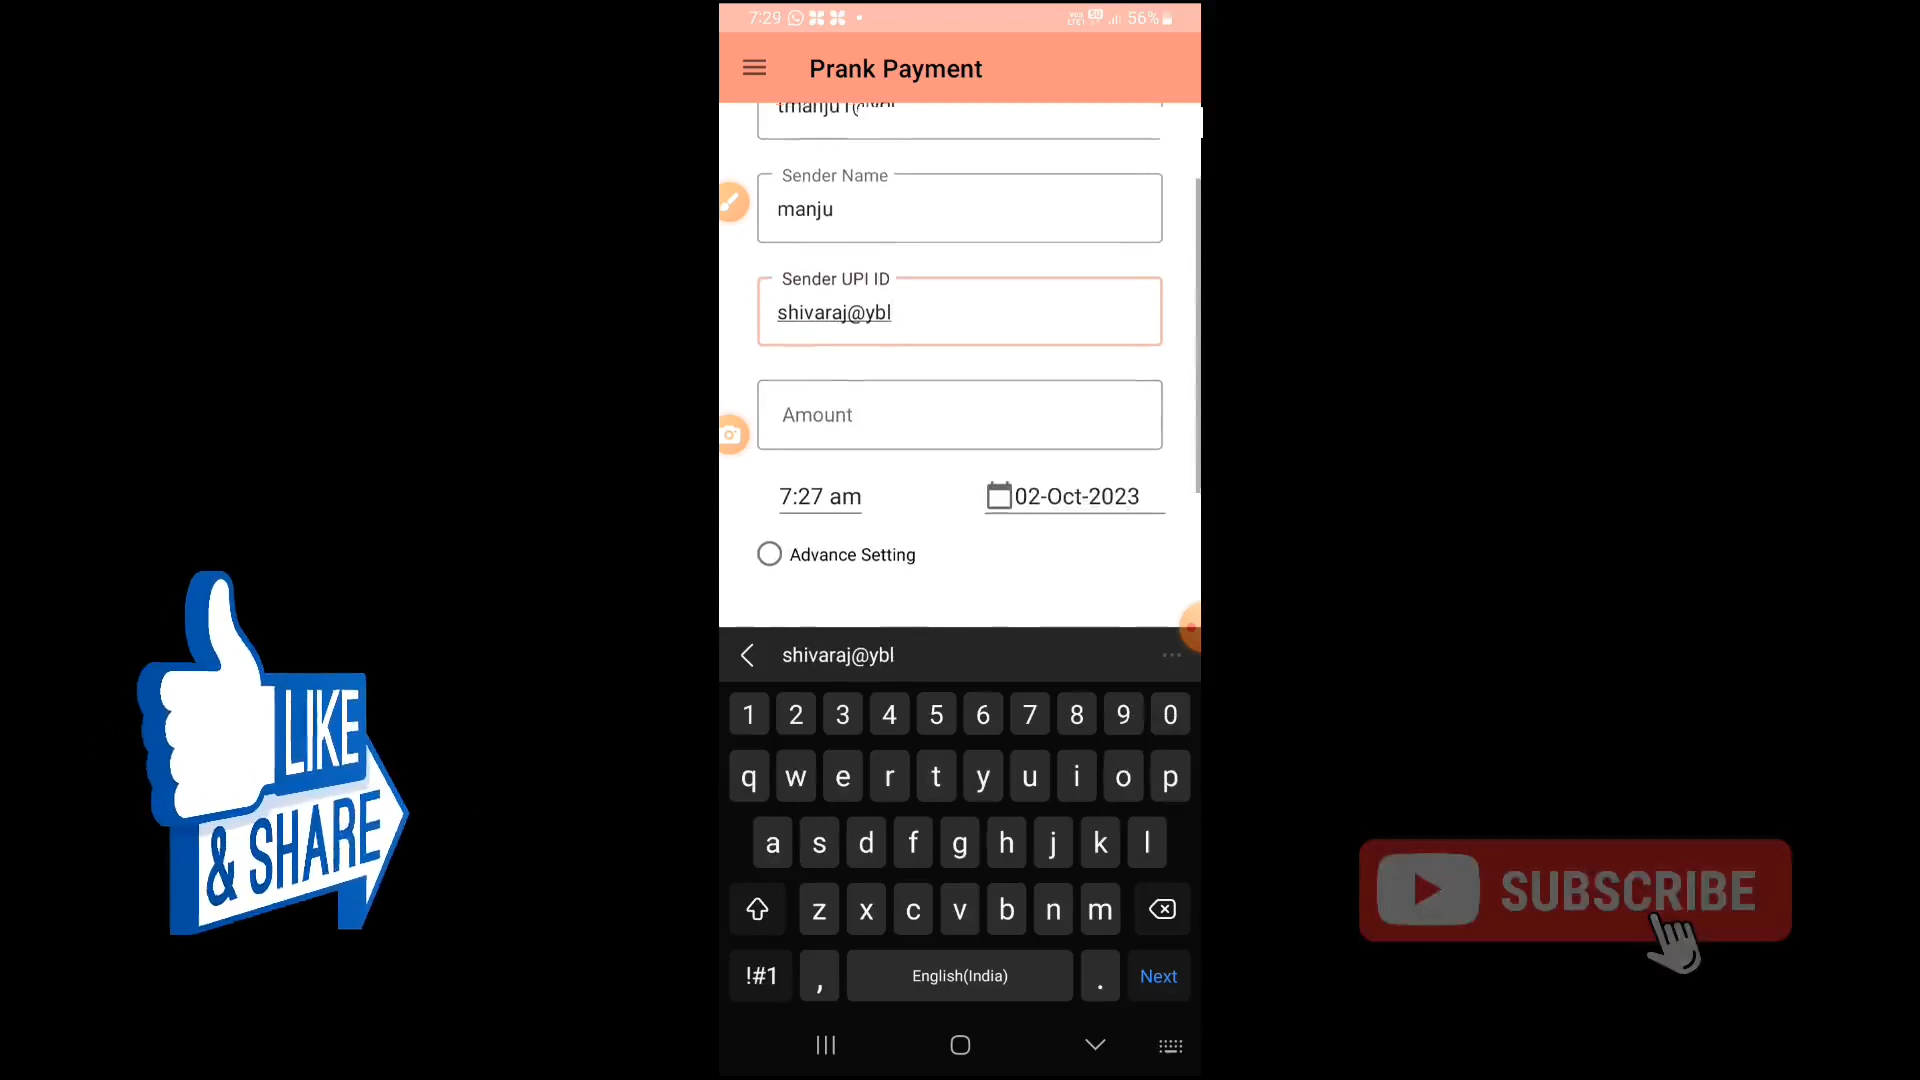 7:29 56%
Prank Payment
Sender Name
manju
Sender UPI ID
shivaraj@ybl
Amount
7:27 am 02-Oct-2023
Advance Setting
shivaraj@ybl
1 2 3 4 5 6 7 8 9 0
q w e r t y u i o p
a s d f g h j k l
z x c v b n m
!#1 , English(India) . Next
LIKE
& SHARE
SUBSCRIBE